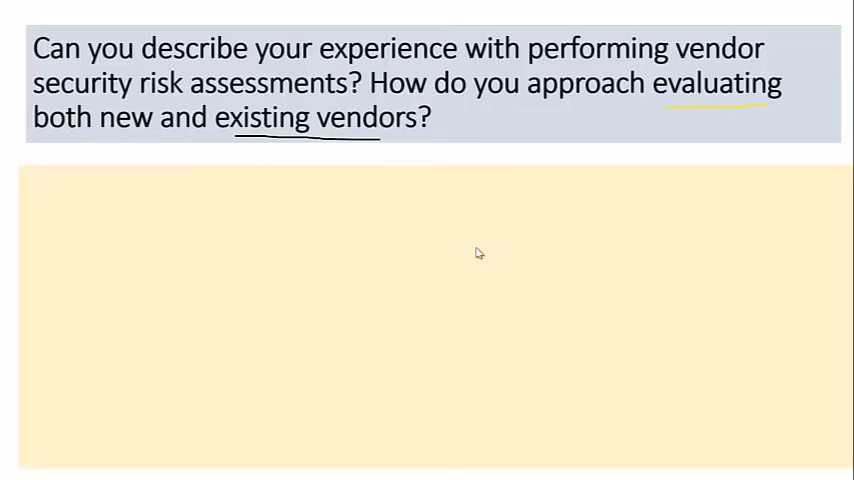 Can you describe your experience with performing vendor
security risk assessments? How do you approach evaluating
both new and existing vendors?